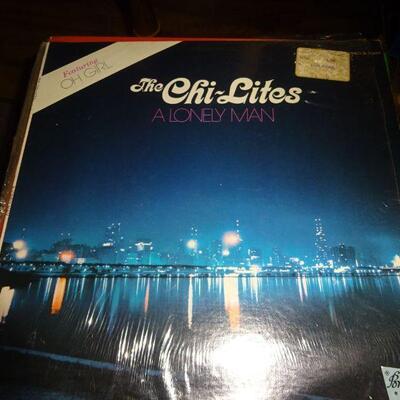 Featuring
OH GIRL
The Chi-Lites
A LONELY MAN